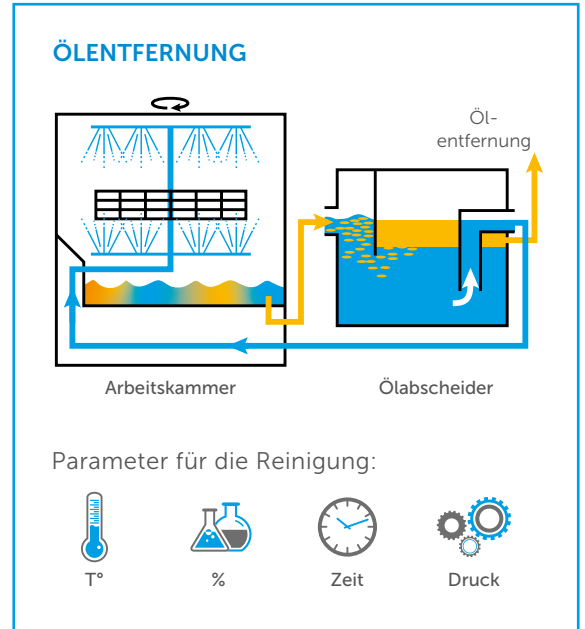 ÖLENTFERNUNG
Öl-
entfernung
Arbeitskammer
Ölabscheider
Parameter für die Reinigung:
T°
%
Zeit
Druck